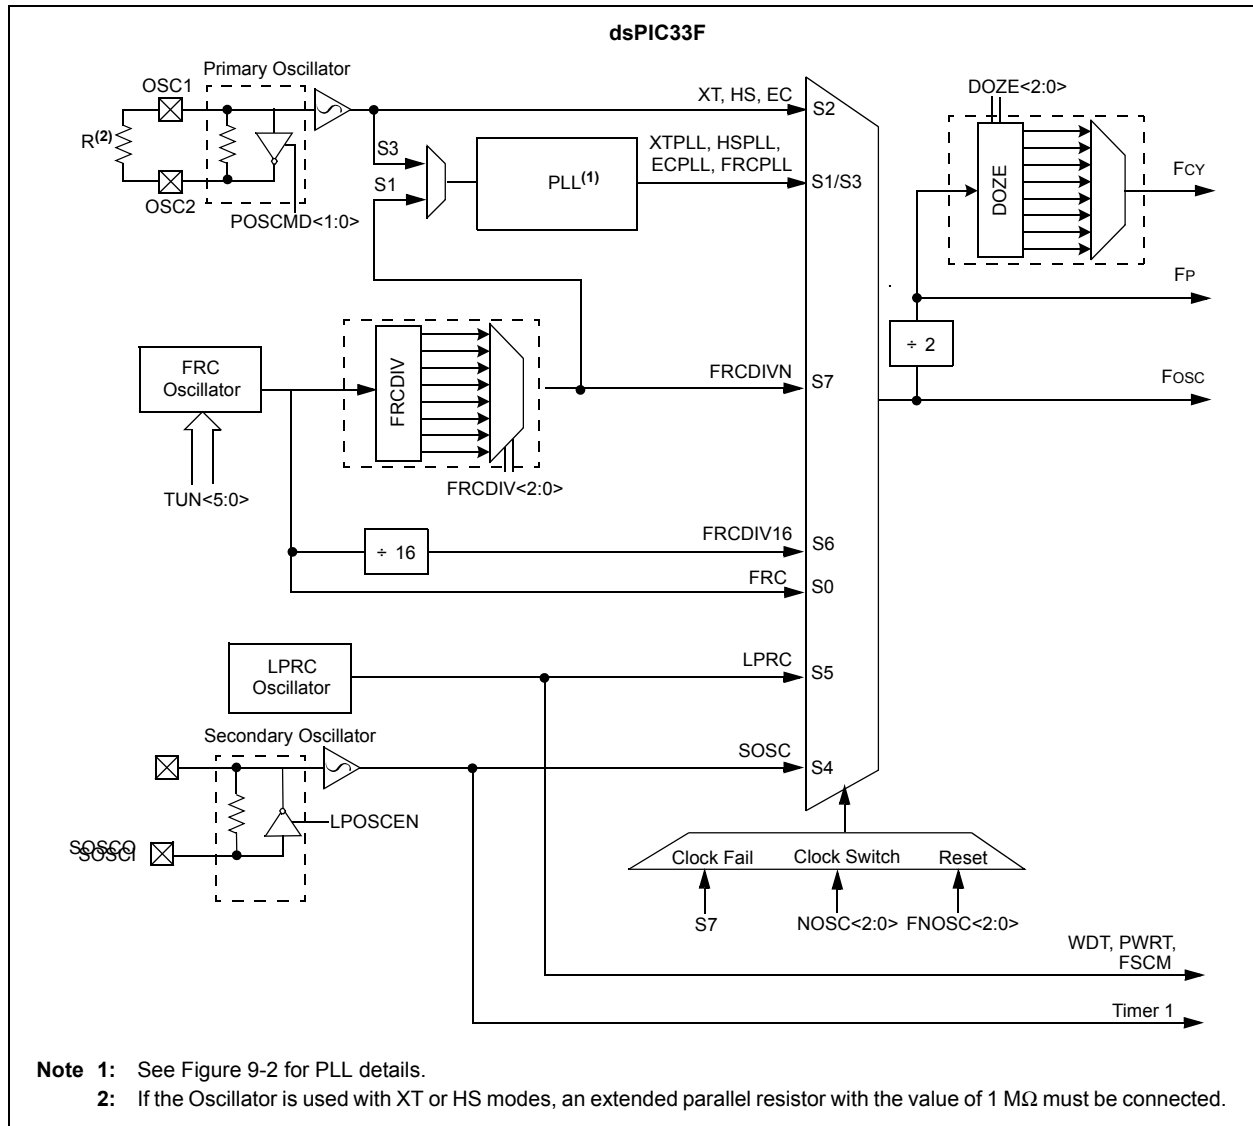 dsPIC33F
Primary Oscillator
OSC1
R(2)
OSC2
POSCMD<1:0>
S3
S1
PLL(1)
XT, HS, EC
XTPLL, HSPLL,
ECPLL, FRCPLL
S2
S1/S3
DOZE<2:0>
DOZE
FCY
FP
÷ 2
FOSC
FRC
Oscillator
TUN<5:0>
FRCDIV
FRCDIV<2:0>
FRCDIVN
S7
÷ 16
FRCDIV16
S6
FRC
S0
LPRC
Oscillator
LPRC
S5
Secondary Oscillator
SOSC
S4
LPOSCEN
SOSCO
SOSCI
Clock Fail
Clock Switch
Reset
S7
NOSC<2:0>
FNOSC<2:0>
WDT, PWRT,
FSCM
Timer 1
Note 1: See Figure 9-2 for PLL details.
2: If the Oscillator is used with XT or HS modes, an extended parallel resistor with the value of 1 MΩ must be connected.